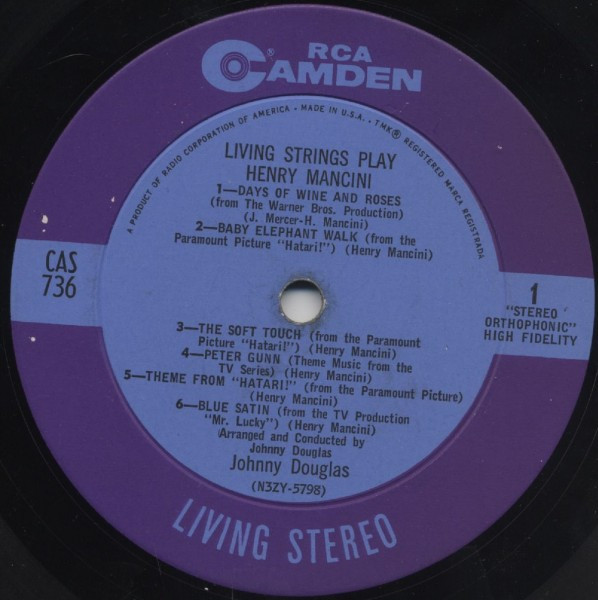 RCA
CAMDEN
®
A PRODUCT OF RADIO CORPORATION OF AMERICA • MADE IN U.S.A. • TMK® REGISTERED MARCA REGISTRADA
LIVING STRINGS PLAY
HENRY MANCINI
1—DAYS OF WINE AND ROSES
(from The Warner Bros. Production)
(J. Mercer-H. Mancini)
2—BABY ELEPHANT WALK (from the
Paramount Picture "Hatari!") (Henry Mancini)
CAS
736
1
"STEREO
ORTHOPHONIC"
HIGH FIDELITY
3—THE SOFT TOUCH (from the Paramount
Picture "Hatari!") (Henry Mancini)
4—PETER GUNN (Theme Music from the
TV Series) (Henry Mancini)
5—THEME FROM "HATARI!" (from the Paramount Picture)
(Henry Mancini)
6—BLUE SATIN (from the TV Production
"Mr. Lucky") (Henry Mancini)
Arranged and Conducted by
Johnny Douglas
Johnny Douglas
(N3ZY-5798)
LIVING STEREO